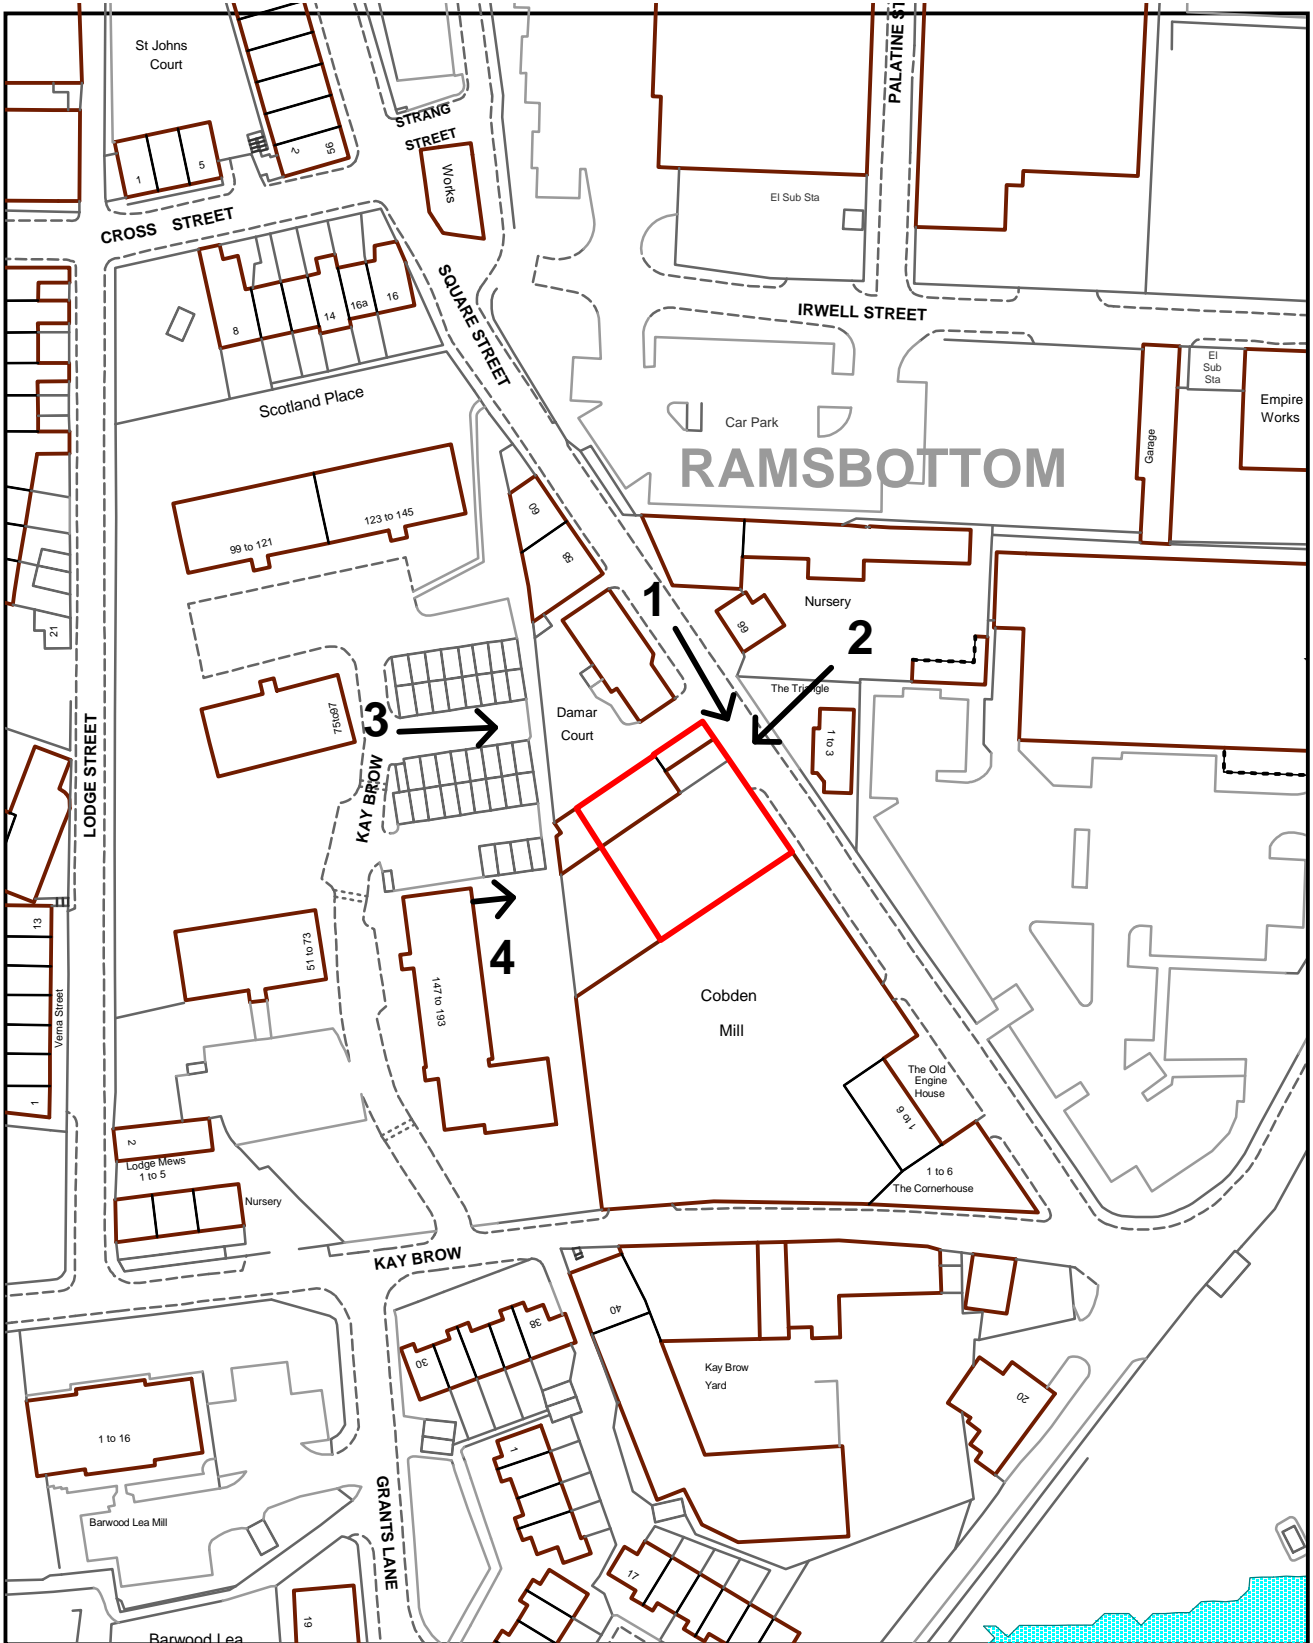 St Johns
Court
PALATINE ST
STRANG
STREET
Works
1
5
2
56
El Sub Sta
CROSS STREET
SQUARE STREET
IRWELL STREET
8
14
16a
16
Scotland Place
Car Park
RAMSBOTTOM
El
Sub
Sta
Empire
Works
Garage
99 to 121
123 to 145
60
58
21
1
Nursery
66
2
The Triangle
1 to 3
75to97
3
Damar
Court
LODGE STREET
KAY BROW
4
13
Verna Street
1
51 to 73
147 to 193
Cobden
Mill
The Old
Engine
House
1 to 6
1 to 6
The Cornerhouse
2
Lodge Mews
1 to 5
Nursery
KAY BROW
40
38
30
Kay Brow
Yard
20
1 to 16
1
GRANTS LANE
Barwood Lea Mill
17
19
Barwood Lea